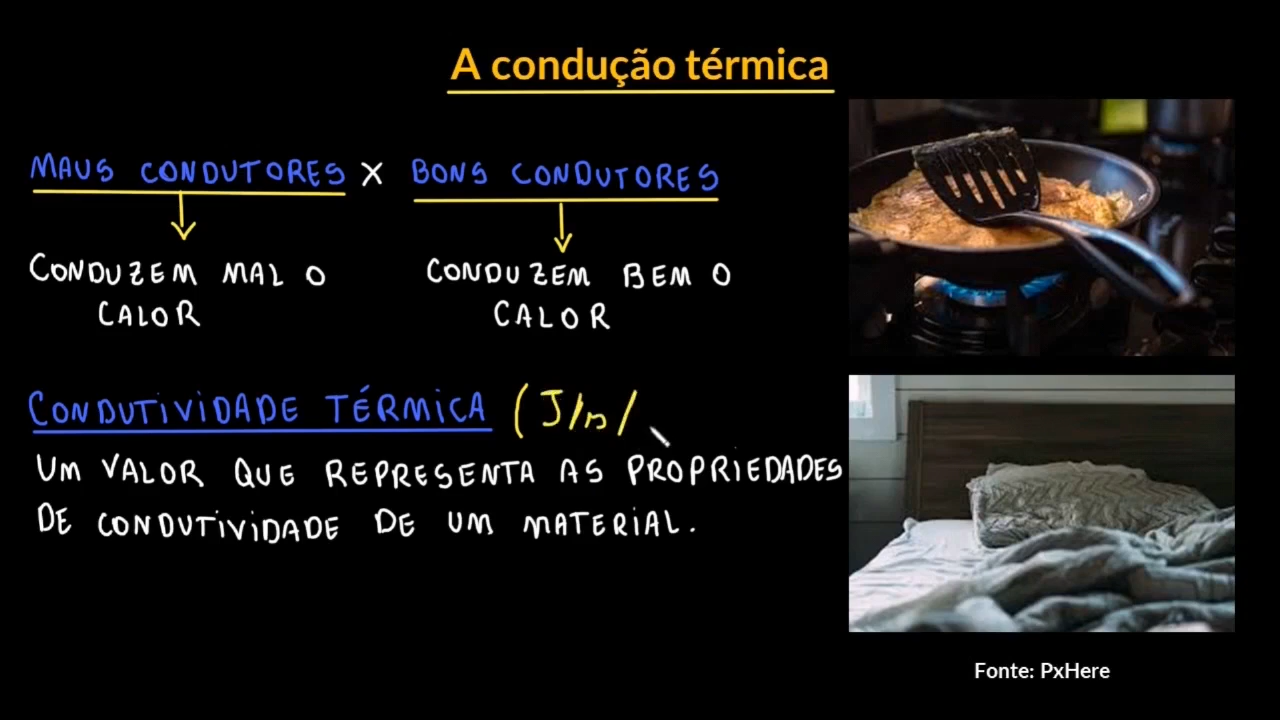 A condução térmica
MAUS CONDUTORES X BONS CONDUTORES
CONDUZEM MAL O
CALOR
CONDUZEM BEM O
CALOR
CONDUTIVIDADE TÉRMICA (J/s/
UM VALOR QUE REPRESENTA AS PROPRIEDADES
DE CONDUTIVIDADE DE UM MATERIAL.
Fonte: PxHere